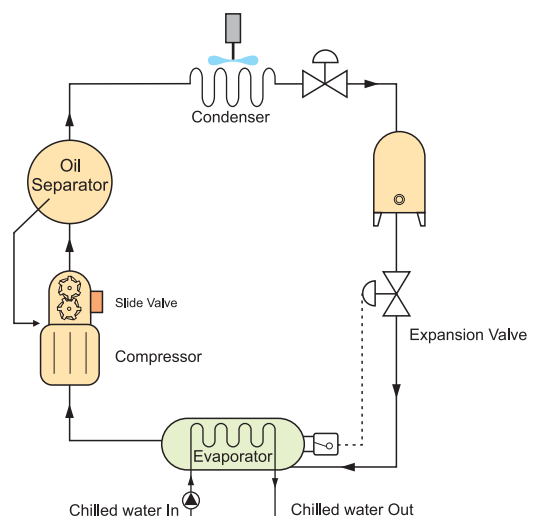 Condenser
Oil
Separator
Slide Valve
Expansion Valve
Compressor
Evaporator
Chilled water In
Chilled water Out